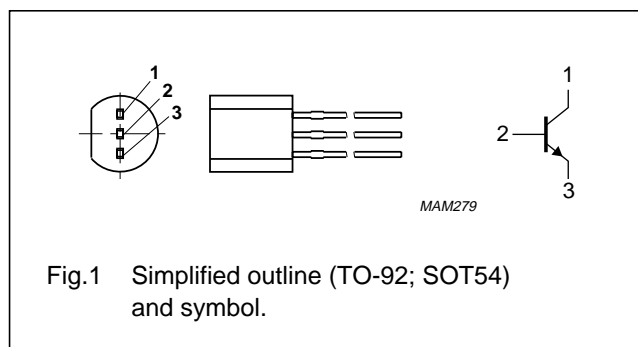 1
2
3
1
2
3
MAM279
Fig.1 Simplified outline (TO-92; SOT54)
and symbol.